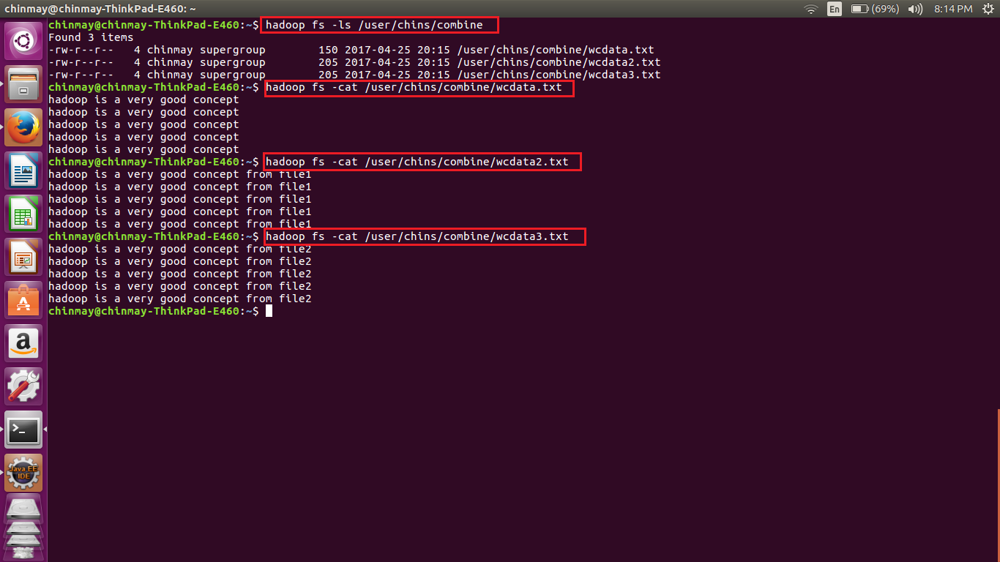 chinmay@chinmay-ThinkPad-E460: ~
En (69%) 8:14 PM
chinmay@chinmay-ThinkPad-E460:~$ hadoop fs -ls /user/chins/combine
Found 3 items
-rw-r--r--   4 chinmay supergroup        150 2017-04-25 20:15 /user/chins/combine/wcdata.txt
-rw-r--r--   4 chinmay supergroup        205 2017-04-25 20:15 /user/chins/combine/wcdata2.txt
-rw-r--r--   4 chinmay supergroup        205 2017-04-25 20:15 /user/chins/combine/wcdata3.txt
chinmay@chinmay-ThinkPad-E460:~$ hadoop fs -cat /user/chins/combine/wcdata.txt
hadoop is a very good concept
hadoop is a very good concept
hadoop is a very good concept
hadoop is a very good concept
hadoop is a very good concept
chinmay@chinmay-ThinkPad-E460:~$ hadoop fs -cat /user/chins/combine/wcdata2.txt
hadoop is a very good concept from file1
hadoop is a very good concept from file1
hadoop is a very good concept from file1
hadoop is a very good concept from file1
hadoop is a very good concept from file1
chinmay@chinmay-ThinkPad-E460:~$ hadoop fs -cat /user/chins/combine/wcdata3.txt
hadoop is a very good concept from file2
hadoop is a very good concept from file2
hadoop is a very good concept from file2
hadoop is a very good concept from file2
hadoop is a very good concept from file2
chinmay@chinmay-ThinkPad-E460:~$
Java EE
IDE